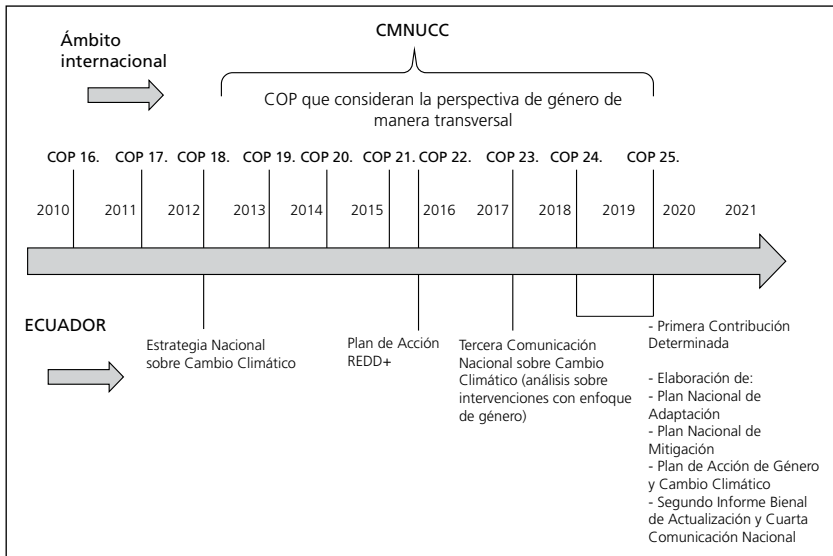 Ámbito
internacional
CMNUCC
COP que consideran la perspectiva de género de
manera transversal
COP 16. COP 17. COP 18. COP 19. COP 20. COP 21. COP 22. COP 23. COP 24. COP 25.
2010 2011 2012 2013 2014 2015 2016 2017 2018 2019 2020 2021
ECUADOR
Estrategia Nacional
sobre Cambio Climático
Plan de Acción
REDD+
Tercera Comunicación
Nacional sobre Cambio
Climático (análisis sobre
intervenciones con enfoque
de género)
- Primera Contribución
Determinada
- Elaboración de:
- Plan Nacional de
Adaptación
- Plan Nacional de
Mitigación
- Plan de Acción de Género
y Cambio Climático
- Segundo Informe Bienal
de Actualización y Cuarta
Comunicación Nacional